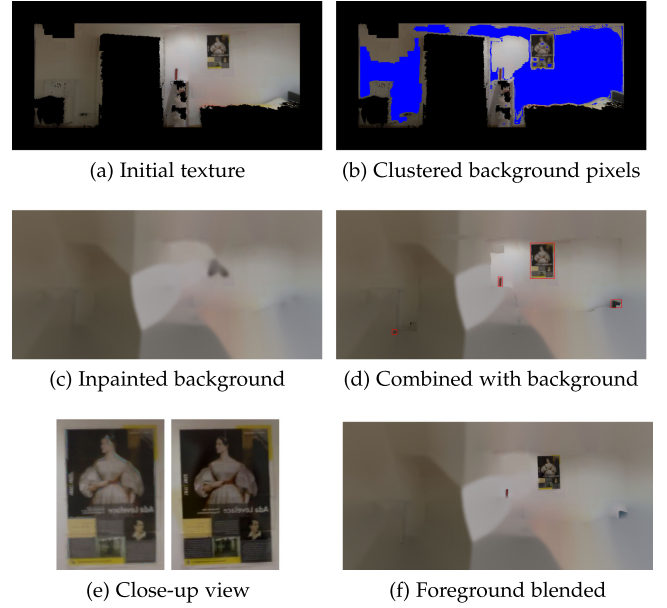 (a) Initial texture
(b) Clustered background pixels
(c) Inpainted background
(d) Combined with background
Ada Lovelace
Ada Lovelace
(e) Close-up view
(f) Foreground blended